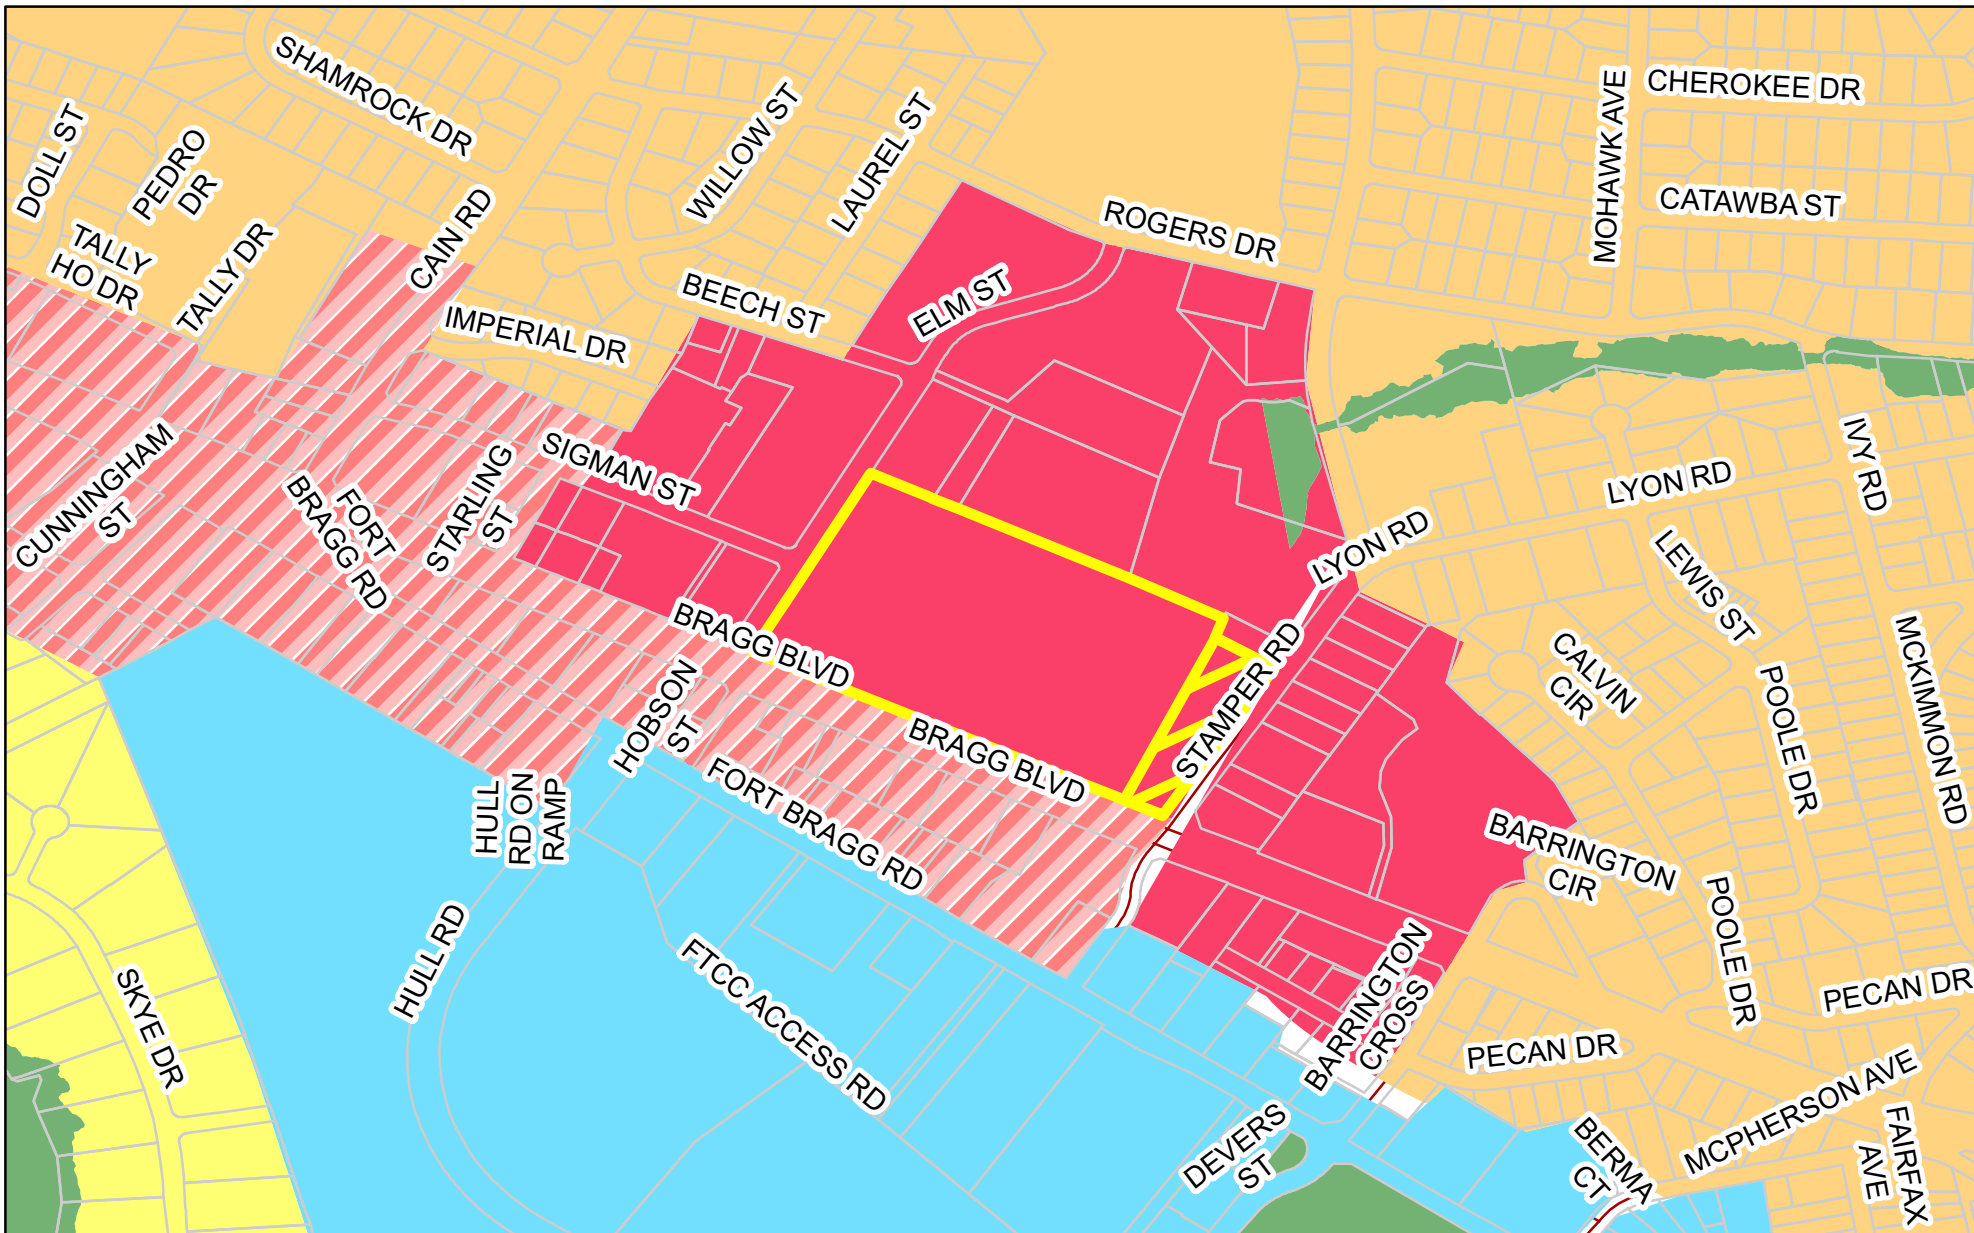 SHAMROCK DR
CHEROKEE DR
MOHAWK AVE
WILLOW ST
LAUREL ST
DOLL ST
PEDRO
DR
CATAWBA ST
ROGERS DR
CAIN RD
TALLY
HO DR
TALLY DR
BEECH ST
ELM ST
IMPERIAL DR
CUNNINGHAM
ST
SIGMAN ST
STARLING
ST
FORT
BRAGG RD
IVY RD
LYON RD
LYON RD
LEWIS ST
BRAGG BLVD
STAMPER RD
CALVIN
CIR
POOLE DR
MCKIMMON RD
HOBSON
ST
BRAGG BLVD
HULL
RD ON
RAMP
FORT BRAGG RD
BARRINGTON
CIR
POOLE DR
HULL RD
FTCC ACCESS RD
BARRINGTON
CROSS
PECAN DR
PECAN DR
SKYE DR
DEVERS
ST
BERMA
CT
MCPHERSON AVE
FAIRFAX
AVE